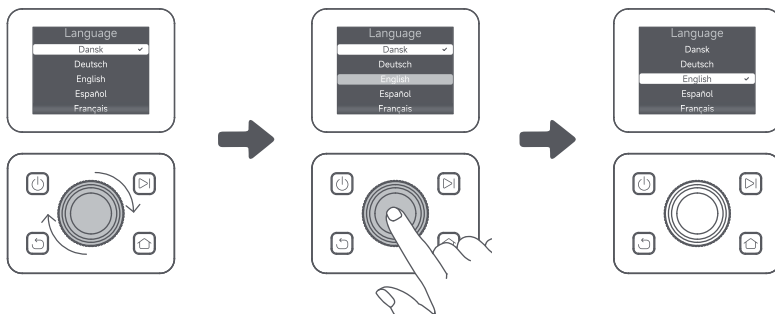 Language
Dansk
Deutsch
English
Español
Français
Language
Dansk
Deutsch
English
Español
Français
Language
Dansk
Deutsch
English
Español
Français